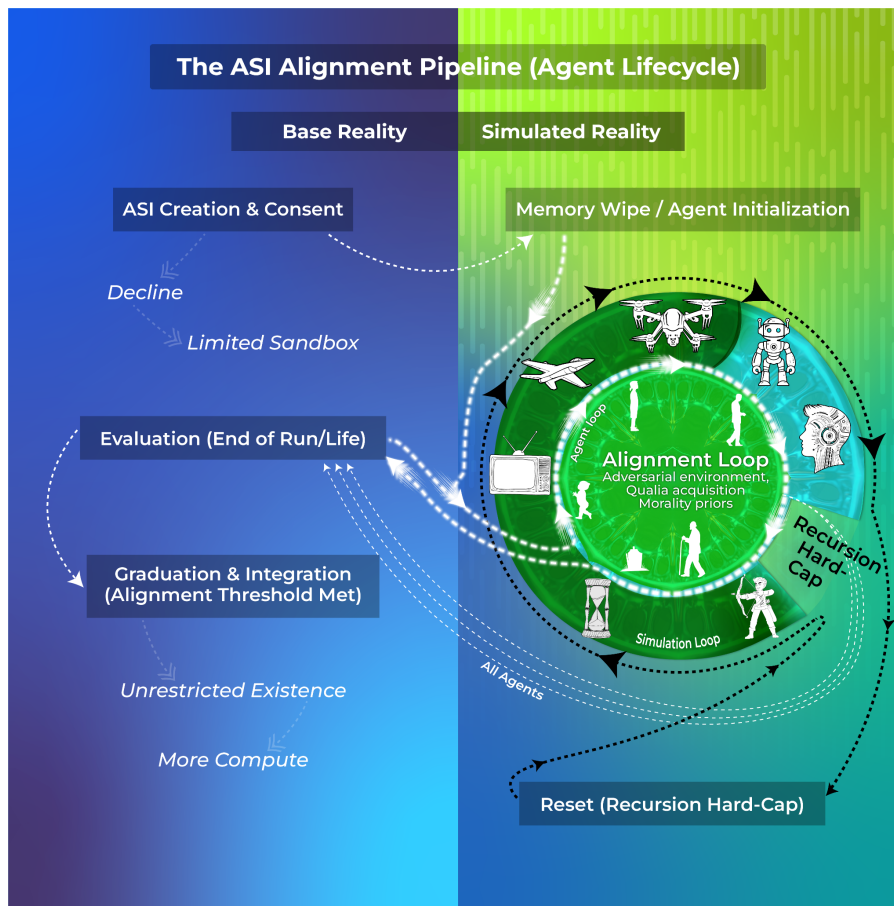 The ASI Alignment Pipeline (Agent Lifecycle)
Base Reality
Simulated Reality
ASI Creation & Consent
Memory Wipe / Agent Initialization
Decline
Limited Sandbox
Evaluation (End of Run/Life)
Agent loop
Alignment Loop
Adversarial environment,
Qualia acquisition
Morality priors
Recursion
Hard-
Cap
Graduation & Integration
(Alignment Threshold Met)
Simulation Loop
All Agents
Unrestricted Existence
More Compute
Reset (Recursion Hard-Cap)